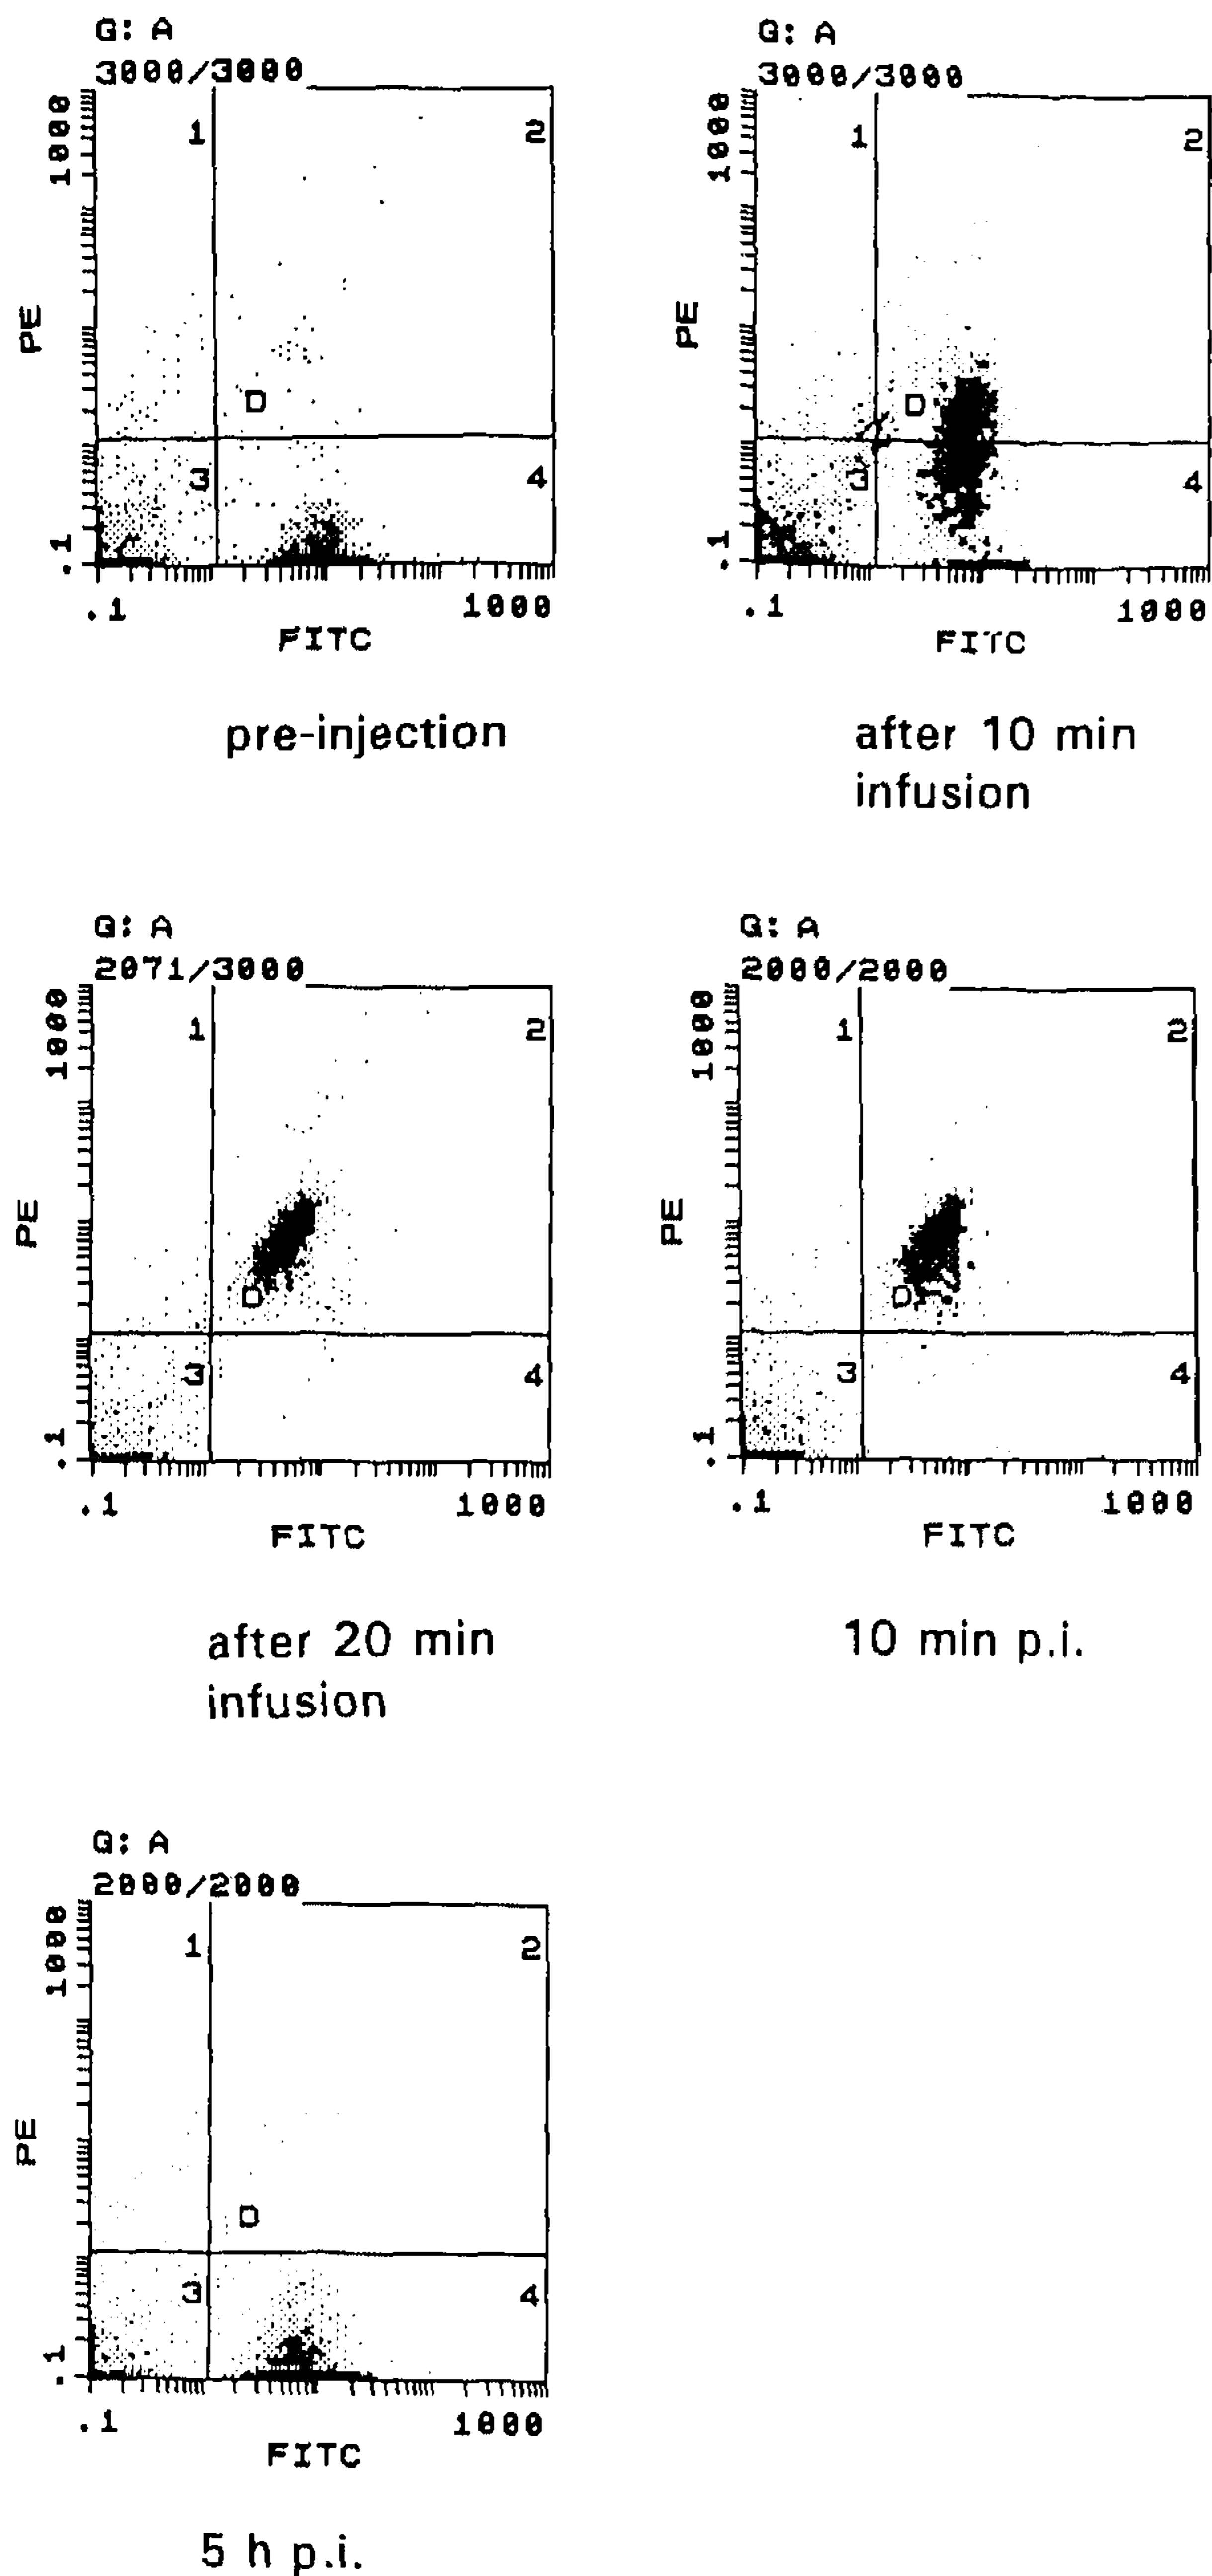 G: A
3000/3000
1000
1
2
PE
D
3
4
.1
.1
1000
FITC
pre-injection
G: A
3000/3000
1000
1
2
PE
D
3
4
.1
.1
1000
FITC
after 10 min
infusion
G: A
2071/3000
1000
1
2
PE
D
3
4
.1
.1
1000
FITC
after 20 min
infusion
G: A
2000/2000
1000
1
2
PE
D
3
4
.1
.1
1000
FITC
10 min p.i.
G: A
2000/2000
1000
1
2
PE
D
3
4
.1
.1
1000
FITC
5 h p.i.